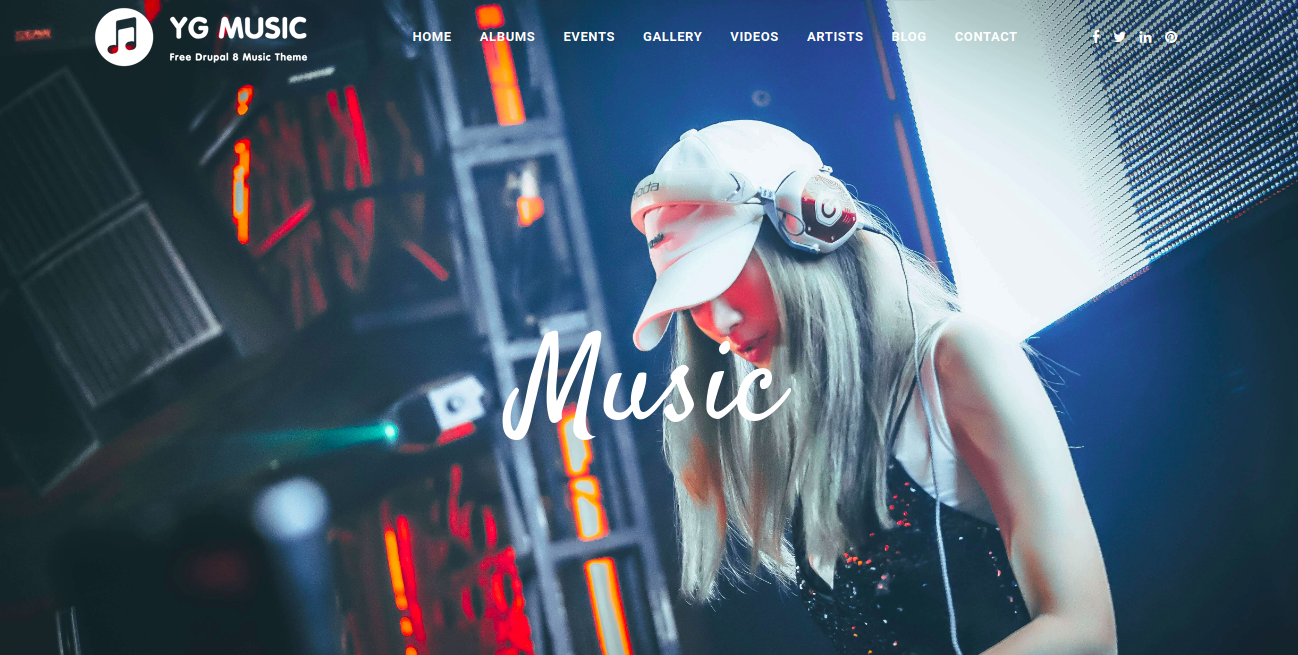 YG MUSIC
Free Drupal 8 Music Theme
HOME ALBUMS EVENTS GALLERY VIDEOS ARTISTS BLOG CONTACT
Music